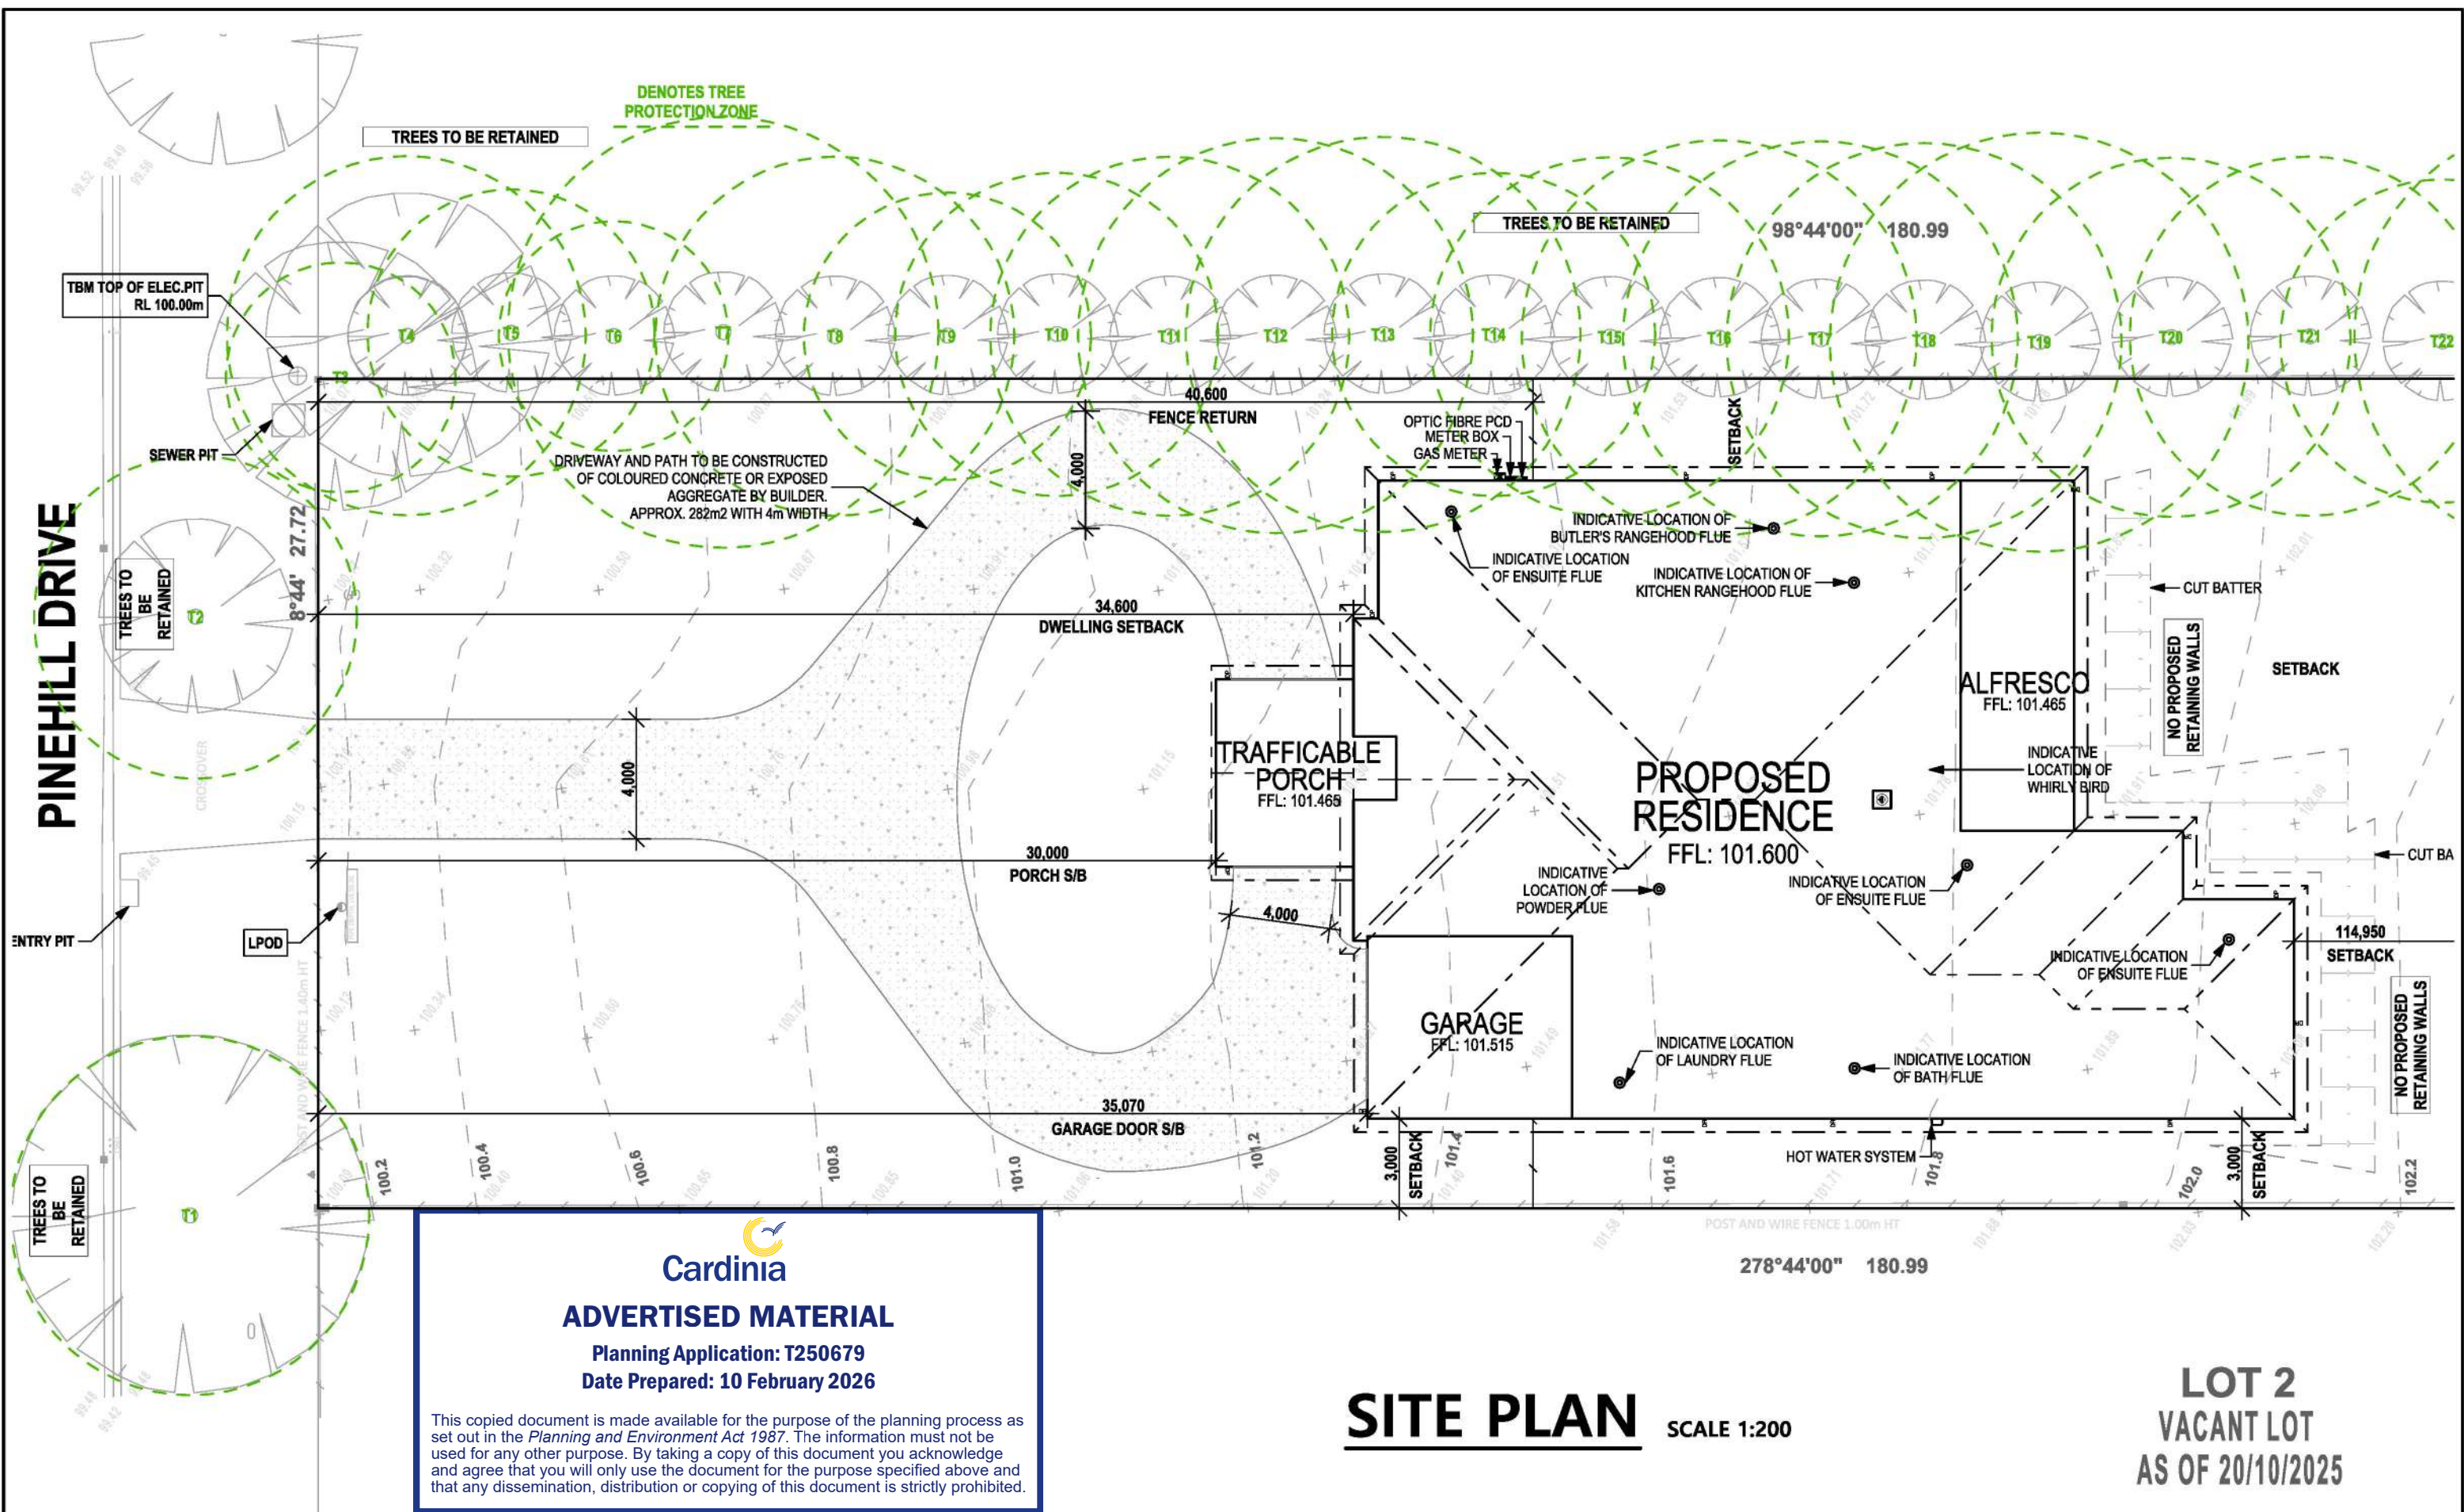 DENOTES TREE
PROTECTION ZONE
TREES TO BE RETAINED
TREES TO BE RETAINED
98°44'00" 180.99
TBM TOP OF ELEC.PIT
RL 100.00m
T4
T5
T6
T7
T8
T9
T10
T11
T12
T13
T14
T15
T16
T17
T18
T19
T20
T21
T22
T3
40,600
FENCE RETURN
SEWER PIT
DRIVEWAY AND PATH TO BE CONSTRUCTED
OF COLOURED CONCRETE OR EXPOSED
AGGREGATE BY BUILDER.
APPROX. 282m2 WITH 4m WIDTH
4,000
OPTIC FIBRE PCD
METER BOX
GAS METER
SETBACK
PINEHILL DRIVE
8°44' 27.72
TREES TO
BE
RETAINED
T2
INDICATIVE LOCATION OF
BUTLER'S RANGEHOOD FLUE
INDICATIVE LOCATION
OF ENSUITE FLUE
INDICATIVE LOCATION OF
KITCHEN RANGEHOOD FLUE
CUT BATTER
34,600
DWELLING SETBACK
NO PROPOSED
RETAINING WALLS
SETBACK
ALFRESCO
FFL: 101.465
TRAFFICABLE
PORCH
FFL: 101.465
PROPOSED
RESIDENCE
FFL: 101.600
INDICATIVE
LOCATION OF
WHIRLY BIRD
CROSSOVER
4,000
30,000
PORCH S/B
CUT BA
INDICATIVE
LOCATION OF
POWDER FLUE
INDICATIVE LOCATION
OF ENSUITE FLUE
4,000
ENTRY PIT
LPOD
114,950
SETBACK
INDICATIVE LOCATION
OF ENSUITE FLUE
NO PROPOSED
RETAINING WALLS
GARAGE
FFL: 101.515
INDICATIVE LOCATION
OF LAUNDRY FLUE
INDICATIVE LOCATION
OF BATH FLUE
POST AND WIRE FENCE 1.40m HT
35,070
GARAGE DOOR S/B
100.2
100.4
100.6
100.8
101.0
101.2
101.4
101.6
101.8
102.0
102.2
3,000
SETBACK
HOT WATER SYSTEM
3,000
SETBACK
TREES TO
BE
RETAINED
T1
POST AND WIRE FENCE 1.00m HT
278°44'00" 180.99
Cardinia
ADVERTISED MATERIAL
Planning Application: T250679
Date Prepared: 10 February 2026
This copied document is made available for the purpose of the planning process as
set out in the Planning and Environment Act 1987. The information must not be
used for any other purpose. By taking a copy of this document you acknowledge
and agree that you will only use the document for the purpose specified above and
that any dissemination, distribution or copying of this document is strictly prohibited.
SITE PLAN SCALE 1:200
LOT 2
VACANT LOT
AS OF 20/10/2025